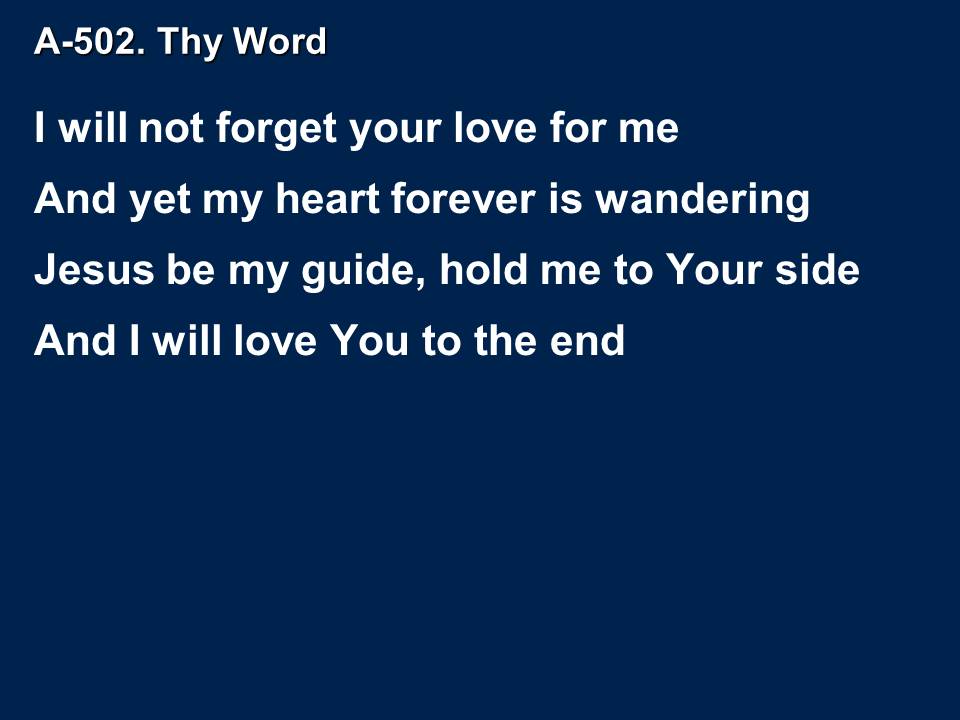 A-502. Thy Word
I will not forget your love for me
And yet my heart forever is wandering
Jesus be my guide, hold me to Your side
And I will love You to the end